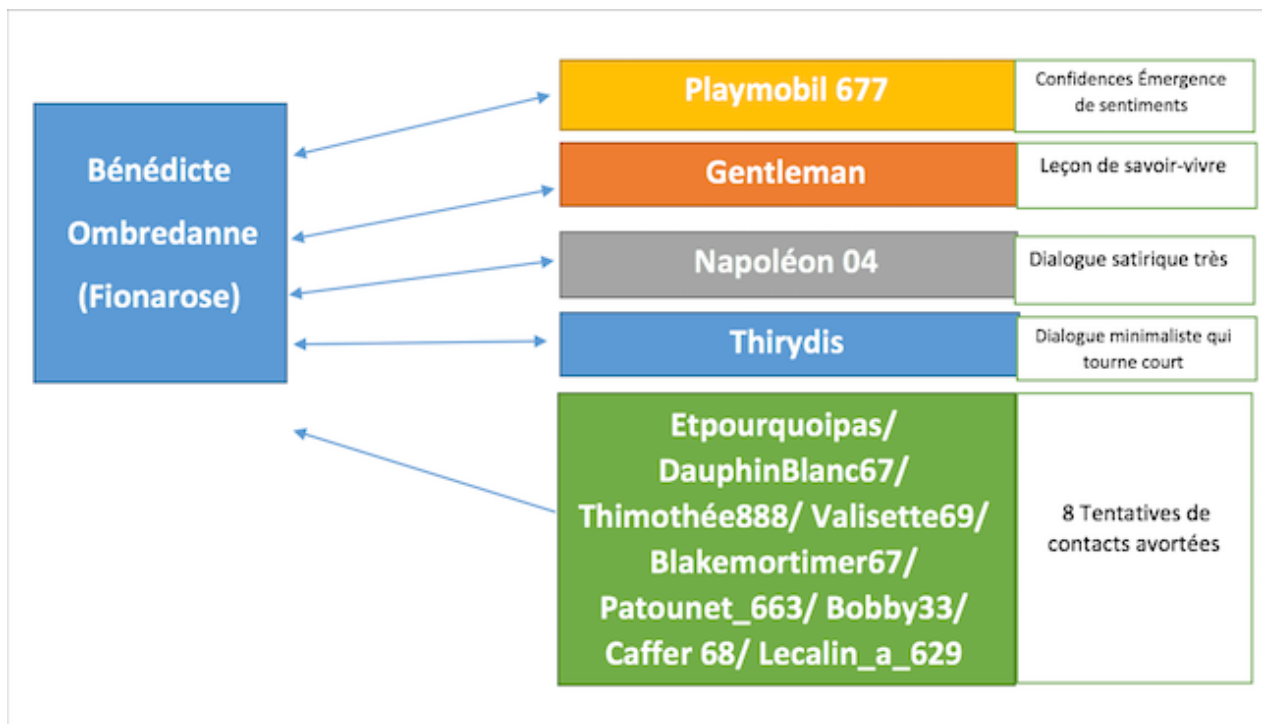 Bénédicte
Ombredanne
(Fionarose)
Playmobil 677
Confidences Émergence
de sentiments
Gentleman
Leçon de savoir-vivre
Napoléon 04
Dialogue satirique très
Thirydis
Dialogue minimaliste qui
tourne court
Etpourquoipas/
DauphinBlanc67/
Thimothée888/ Valisette69/
Blakemortimer67/
Patounet_663/ Bobby33/
Caffer 68/ Lecalin_a_629
8 Tentatives de
contacts avortées